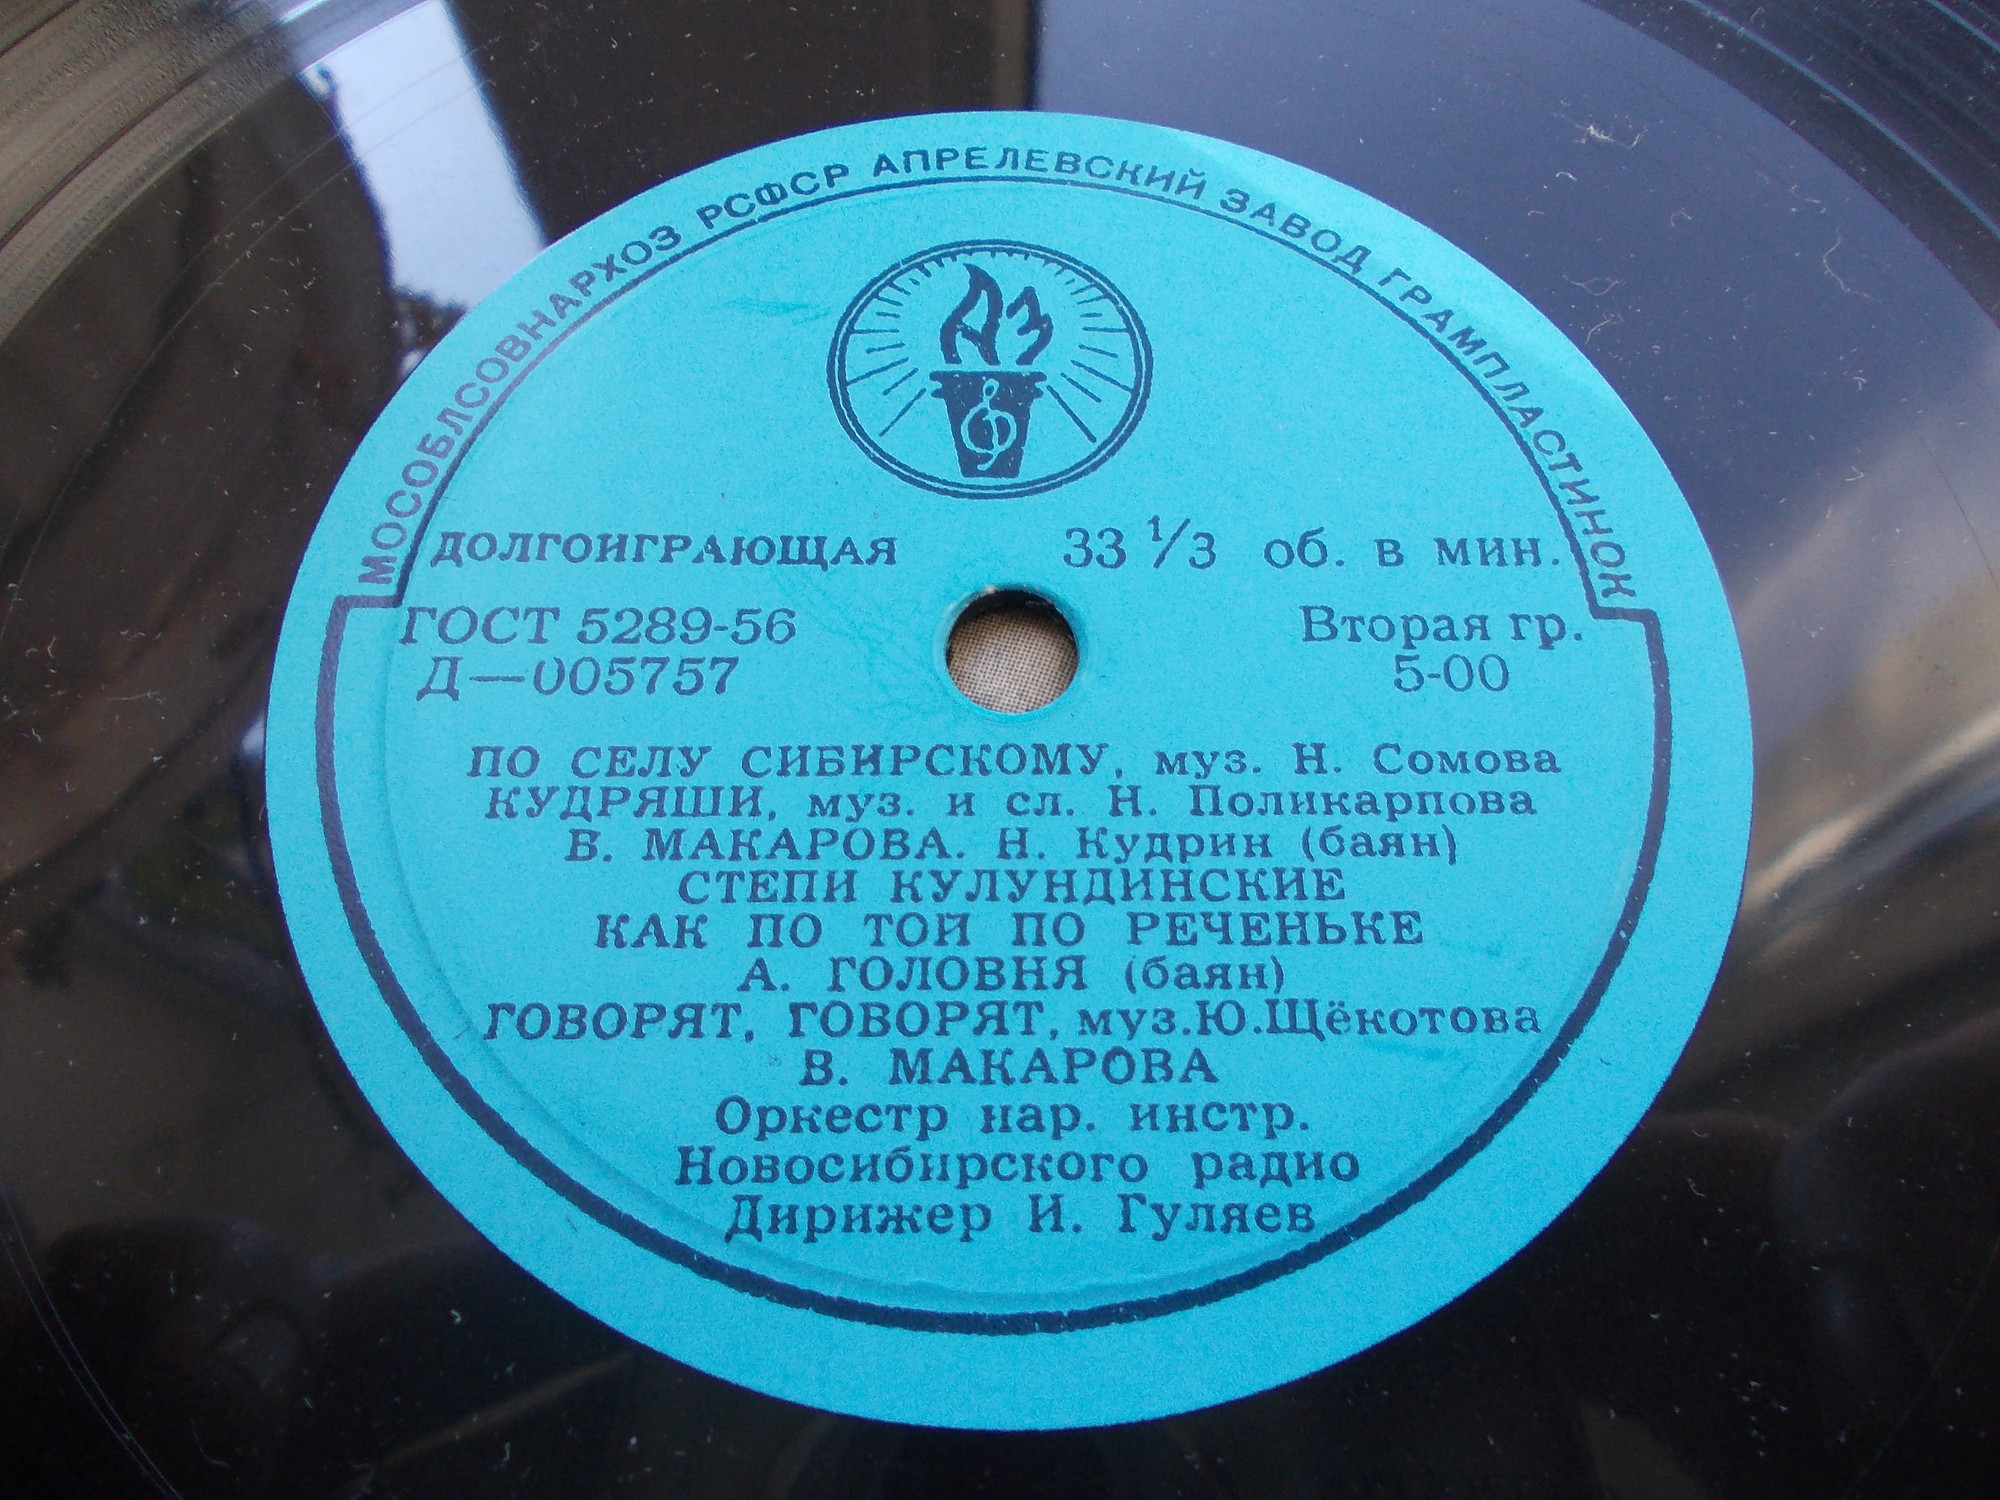 МОСОБЛСОВНАРХОЗ РСФСР АПРЕЛЕВСКИЙ ЗАВОД ГРАМПЛАСТИНОК
АЗ
ДОЛГОИГРАЮЩАЯ 33 1/3 об. в мин.
ГОСТ 5289-56 Вторая гр.
Д—005757 5-00
ПО СЕЛУ СИБИРСКОМУ, муз. Н. Сомова
КУДРЯШИ, муз. и сл. Н. Поликарпова
В. МАКАРОВА. Н. Кудрин (баян)
СТЕПИ КУЛУНДИНСКИЕ
КАК ПО ТОЙ ПО РЕЧЕНЬКЕ
А. ГОЛОВНЯ (баян)
ГОВОРЯТ, ГОВОРЯТ, муз.Ю.Щёкотова
В. МАКАРОВА
Оркестр нар. инстр.
Новосибирского радио
Дирижер И. Гуляев